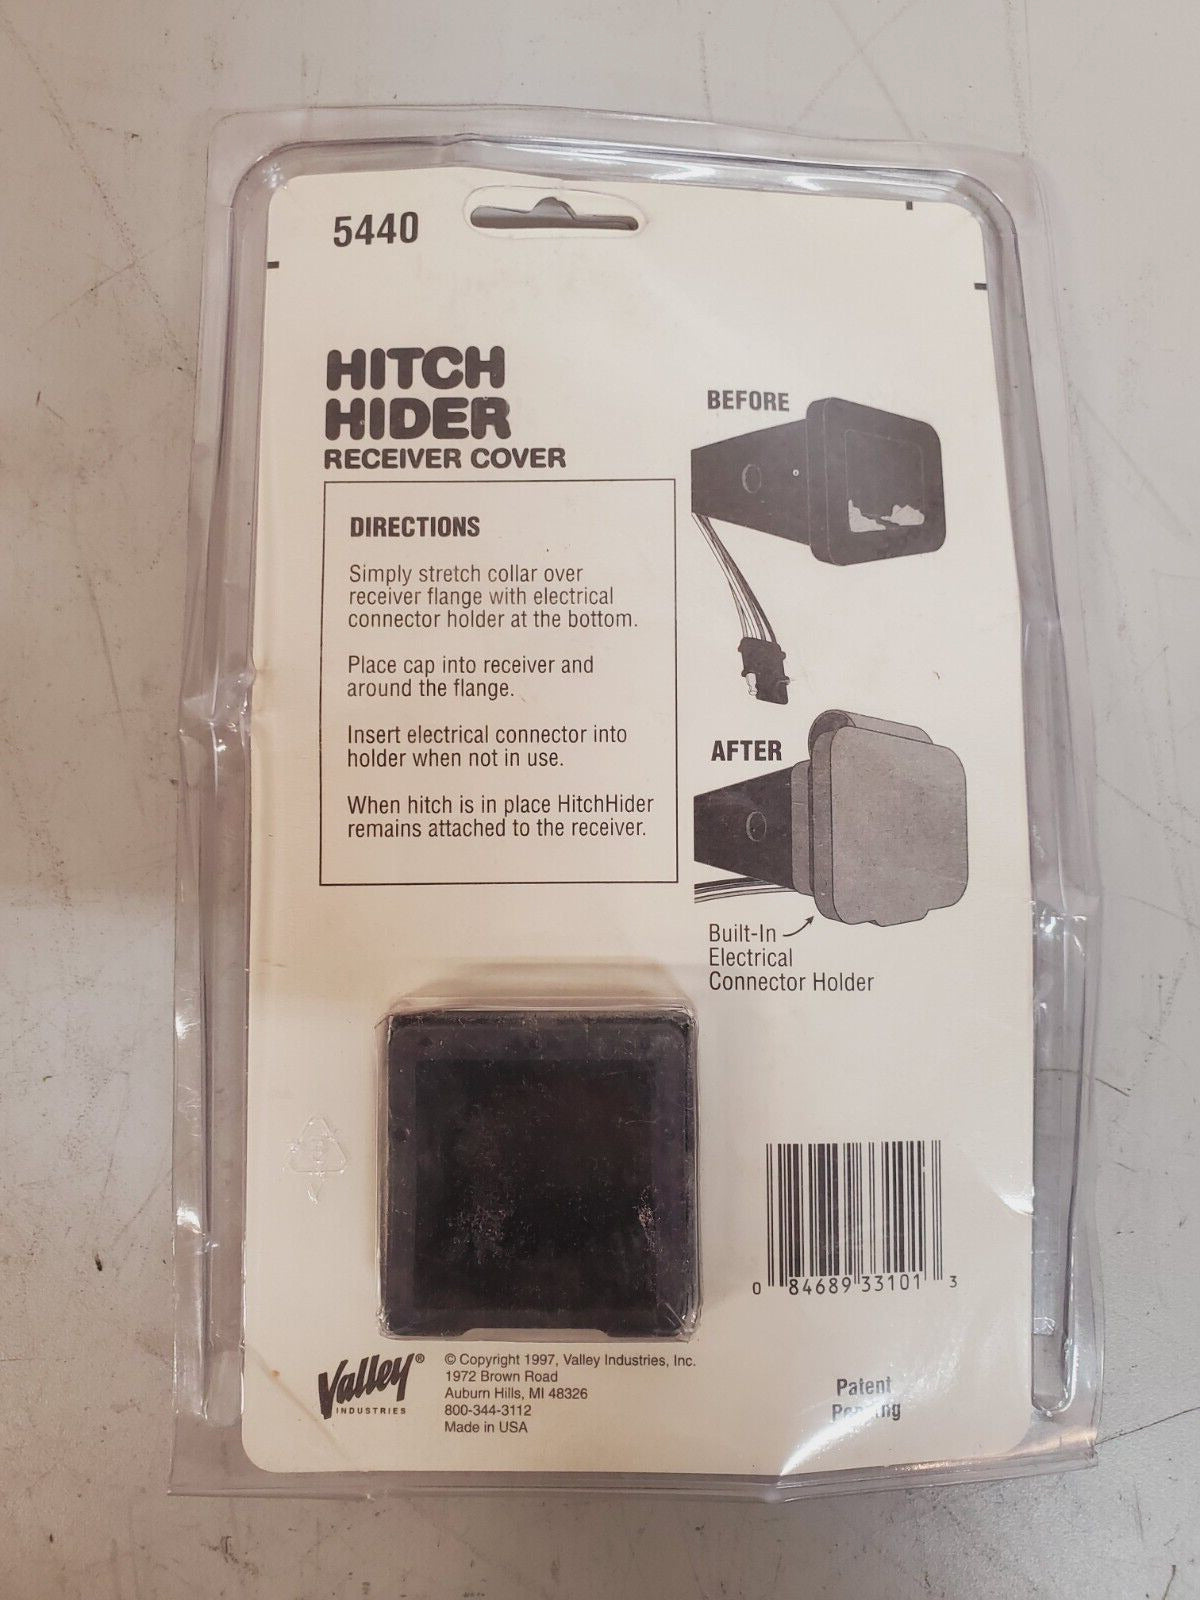 5440
HITCH
HIDER
RECEIVER COVER
DIRECTIONS
Simply stretch collar over
receiver flange with electrical
connector holder at the bottom.
Place cap into receiver and
around the flange.
Insert electrical connector into
holder when not in use.
When hitch is in place HitchHider
remains attached to the receiver.
BEFORE
AFTER
Built-In
Electrical
Connector Holder
0 84689 33101 3
Valley®
INDUSTRIES
© Copyright 1997, Valley Industries, Inc.
1972 Brown Road
Auburn Hills, MI 48326
800-344-3112
Made in USA
Patent
Pending